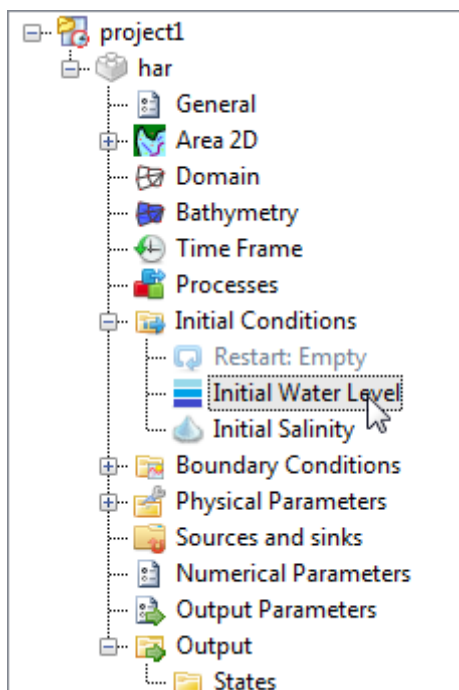 project1
har
General
Area 2D
Domain
Bathymetry
Time Frame
Processes
Initial Conditions
Restart: Empty
Initial Water Level
Initial Salinity
Boundary Conditions
Physical Parameters
Sources and sinks
Numerical Parameters
Output Parameters
Output
States